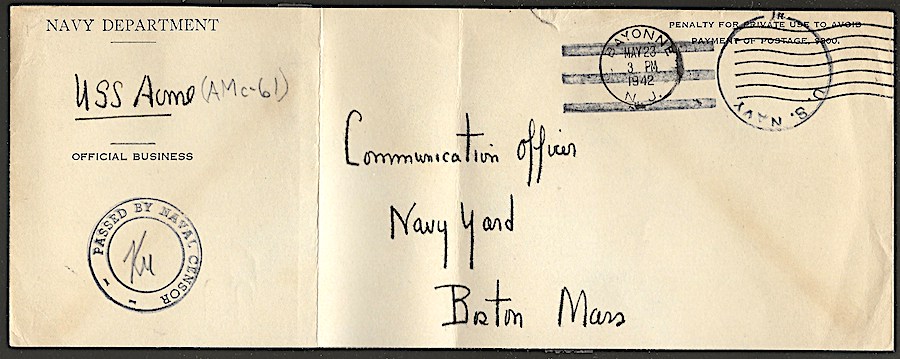 NAVY DEPARTMENT
USS Acme (AMc-61)
OFFICIAL BUSINESS
PASSED BY NAVAL CENSOR
BAYONNE
MAY 23
3 PM
1942
N. J.
U.S. NAVY
PENALTY FOR PRIVATE USE TO AVOID
PAYMENT OF POSTAGE, $300.
Communication Officer
Navy Yard
Boston Mass